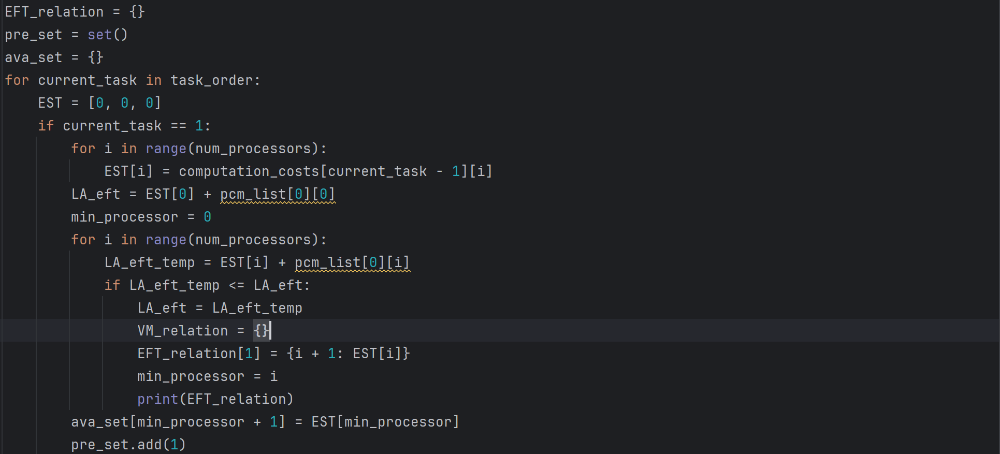 EFT_relation = {}
pre_set = set()
ava_set = {}
for current_task in task_order:
    EST = [0, 0, 0]
    if current_task == 1:
        for i in range(num_processors):
            EST[i] = computation_costs[current_task - 1][i]
        LA_eft = EST[0] + pcm_list[0][0]
        min_processor = 0
        for i in range(num_processors):
            LA_eft_temp = EST[i] + pcm_list[0][i]
            if LA_eft_temp <= LA_eft:
                LA_eft = LA_eft_temp
                VM_relation = {}
                EFT_relation[1] = {i + 1: EST[i]}
                min_processor = i
                print(EFT_relation)
        ava_set[min_processor + 1] = EST[min_processor]
        pre_set.add(1)